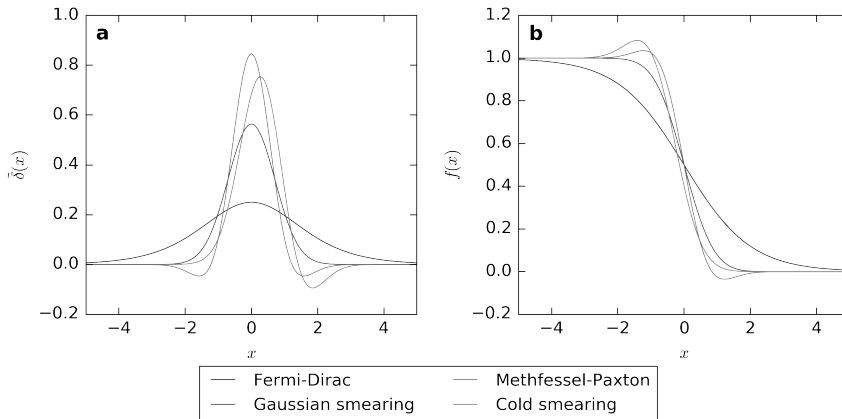 a
1.0
0.8
0.6
0.4
0.2
0.0
−0.2
−4 −2 0 2 4
x
δ̃(x)
b
1.2
1.0
0.8
0.6
0.4
0.2
0.0
−0.2
−4 −2 0 2 4
x
f(x)
Fermi-Dirac
Gaussian smearing
Methfessel-Paxton
Cold smearing